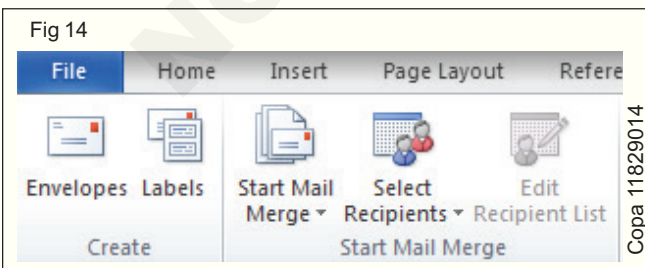 Fig 14
File Home Insert Page Layout Refere
Envelopes Labels Start Mail Merge Select Recipients Edit Recipient List
Create Start Mail Merge
Copa 11829014